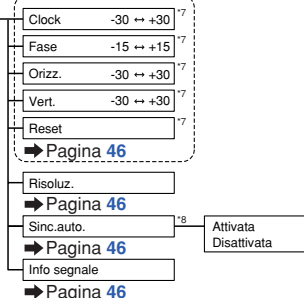 Clock -30 ↔ +30 *7
Fase -15 ↔ +15 *7
Orizz. -30 ↔ +30 *7
Vert. -30 ↔ +30 *7
Reset *7
➡ Pagina 46
Risoluz.
➡ Pagina 46
Sinc.auto. *8 Attivata
Disattivata
➡ Pagina 46
Info segnale
➡ Pagina 46